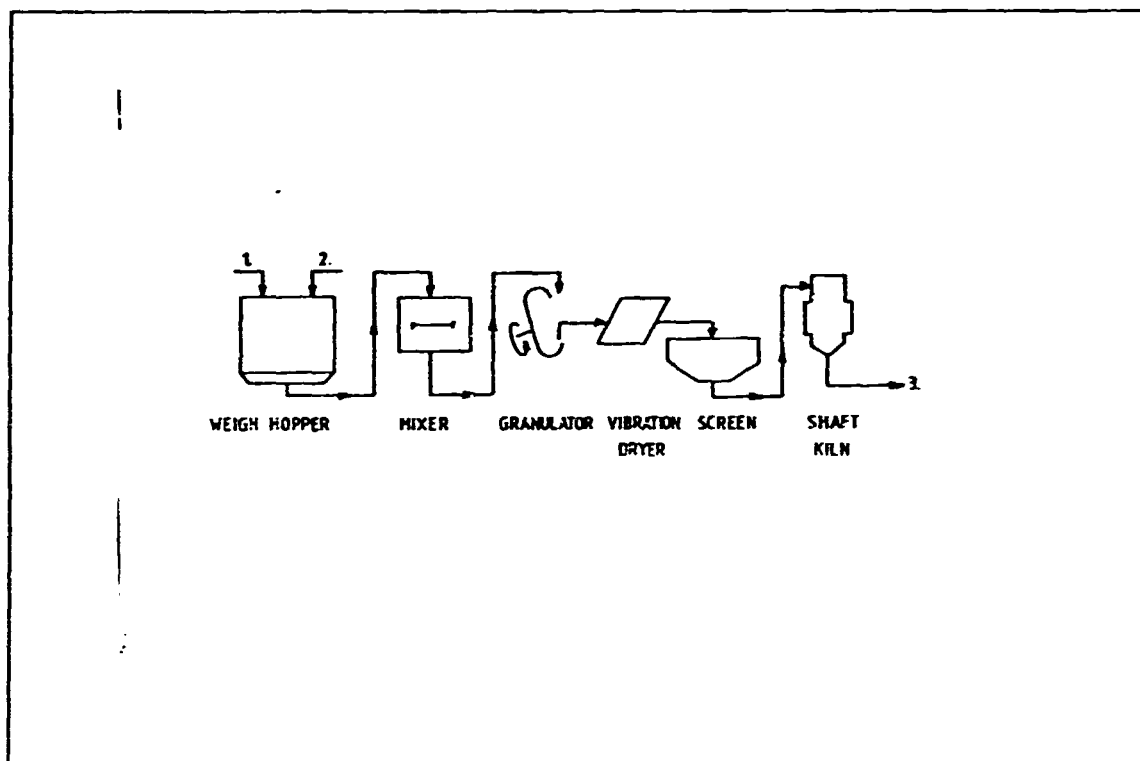 1. 2.
3.
WEIGH HOPPER MIXER GRANULATOR VIBRATION SCREEN SHAFT
DRYER KILN